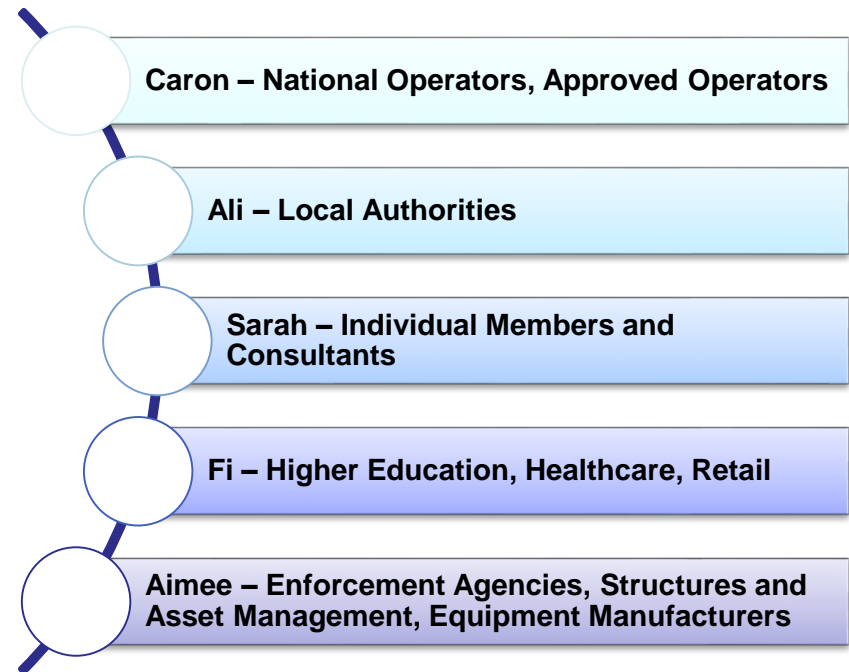 Caron – National Operators, Approved Operators
Ali – Local Authorities
Sarah – Individual Members and
Consultants
Fi – Higher Education, Healthcare, Retail
Aimee – Enforcement Agencies, Structures and
Asset Management, Equipment Manufacturers